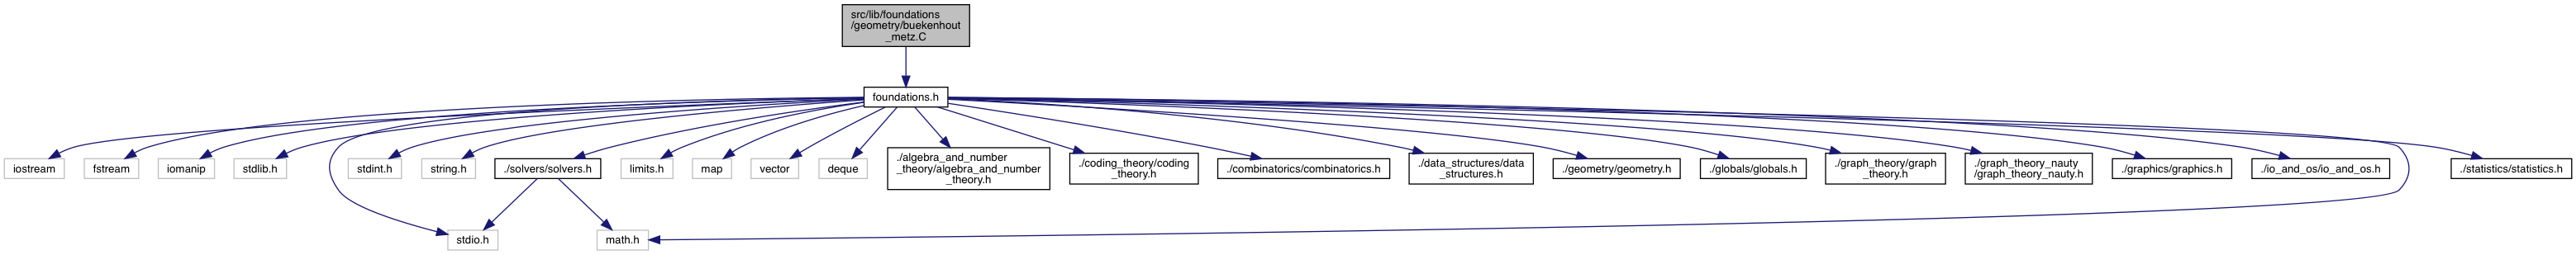 src/lib/foundations
/geometry/buekenhout
_metz.C
foundations.h
iostream
fstream
iomanip
stdlib.h
stdint.h
string.h
./solvers/solvers.h
limits.h
map
vector
deque
./algebra_and_number
_theory/algebra_and_number
_theory.h
./coding_theory/coding
_theory.h
./combinatorics/combinatorics.h
./data_structures/data
_structures.h
./geometry/geometry.h
./globals/globals.h
./graph_theory/graph
_theory.h
./graph_theory_nauty
/graph_theory_nauty.h
./graphics/graphics.h
./io_and_os/io_and_os.h
./statistics/statistics.h
stdio.h
math.h